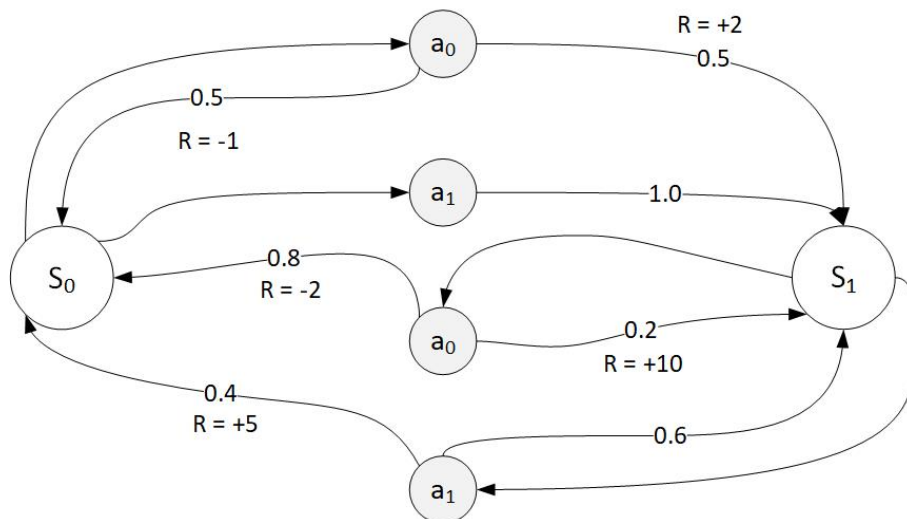 R = +2
a₀
0.5
0.5
R = -1
a₁
1.0
S₀
0.8
R = -2
S₁
a₀
0.2
R = +10
0.4
R = +5
0.6
a₁